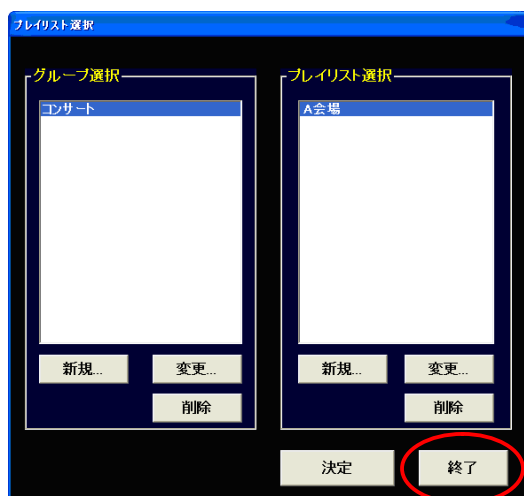 プレイリスト選択
グループ選択
コンサート
新規...
変更...
削除
プレイリスト選択
A会場
新規...
変更...
削除
決定
終了